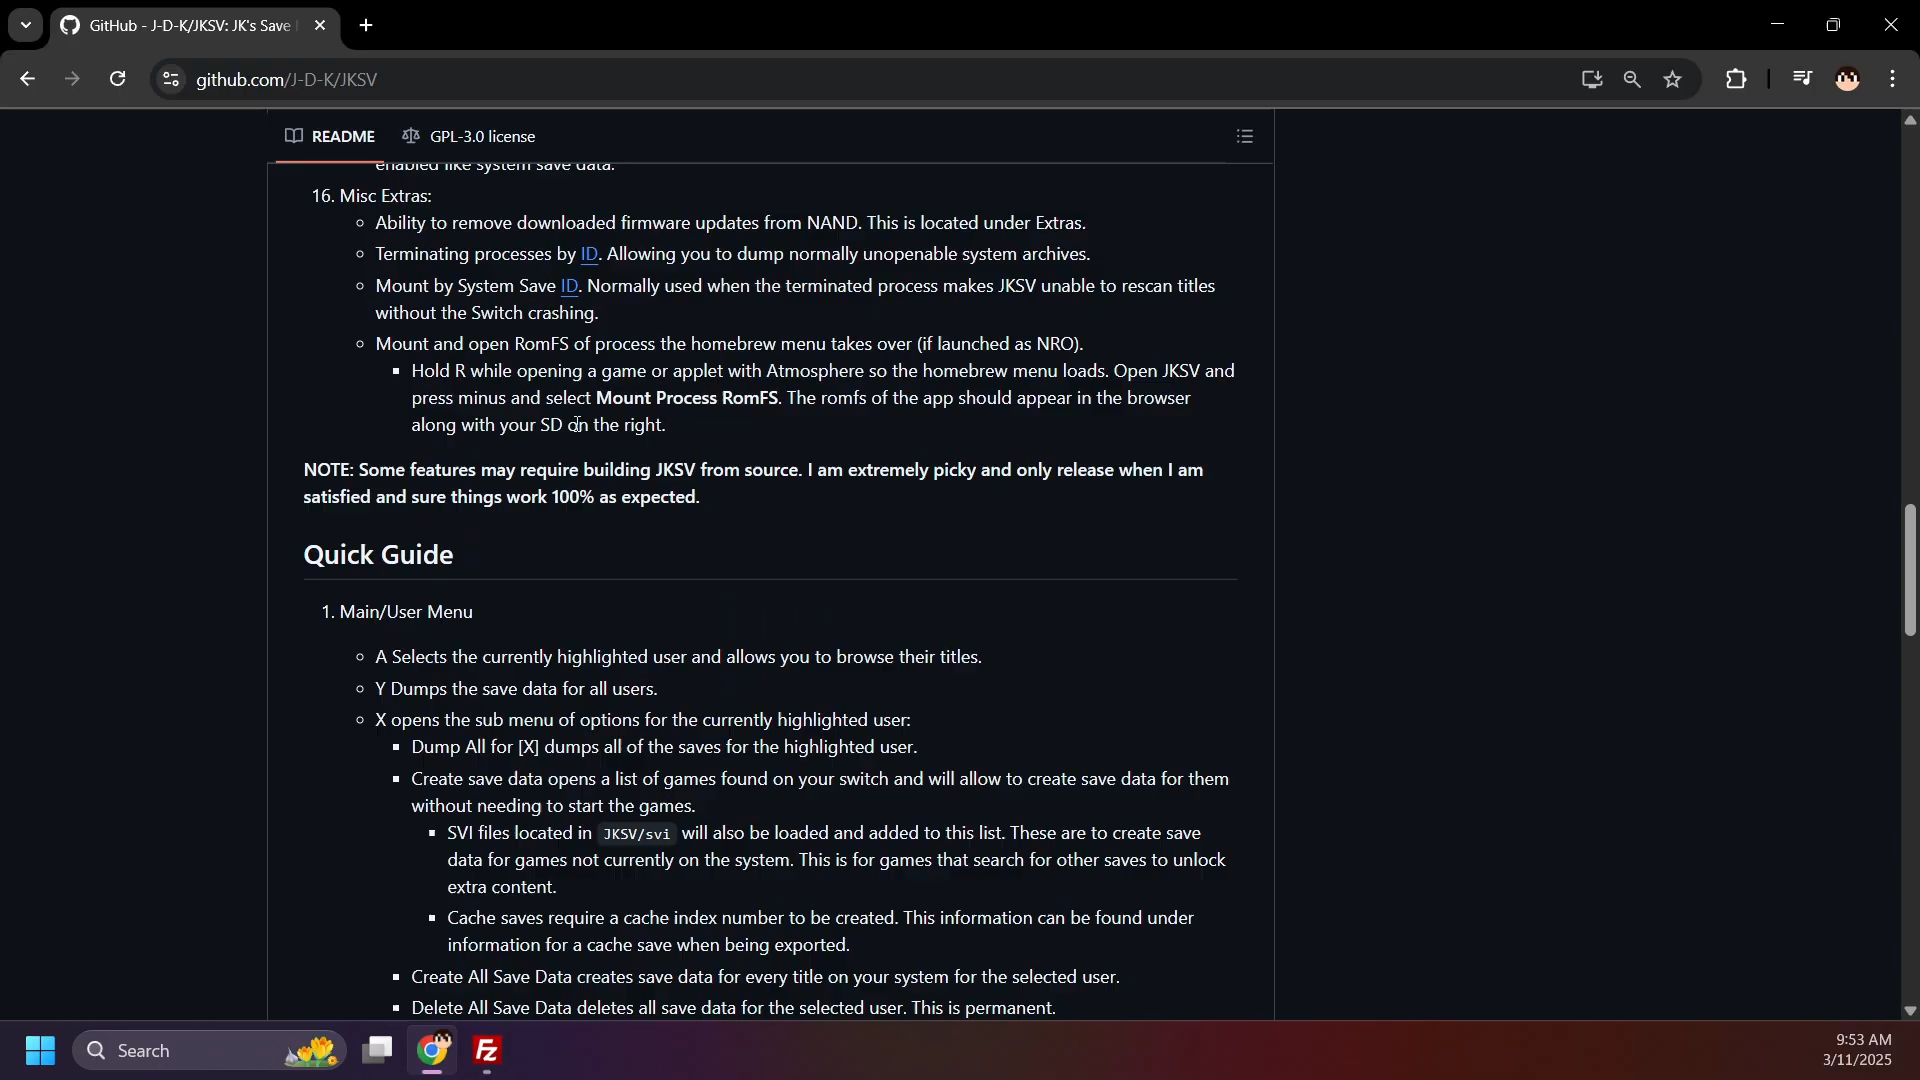 GitHub - J-D-K/JKSV: JK's Save
github.com/J-D-K/JKSV
README
GPL-3.0 license
enabled like system save data.
16. Misc Extras:
Ability to remove downloaded firmware updates from NAND. This is located under Extras.
Terminating processes by ID. Allowing you to dump normally unopenable system archives.
Mount by System Save ID. Normally used when the terminated process makes JKSV unable to rescan titles
without the Switch crashing.
Mount and open RomFS of process the homebrew menu takes over (if launched as NRO).
Hold R while opening a game or applet with Atmosphere so the homebrew menu loads. Open JKSV and
press minus and select Mount Process RomFS. The romfs of the app should appear in the browser
along with your SD on the right.
NOTE: Some features may require building JKSV from source. I am extremely picky and only release when I am
satisfied and sure things work 100% as expected.
Quick Guide
1. Main/User Menu
A Selects the currently highlighted user and allows you to browse their titles.
Y Dumps the save data for all users.
X opens the sub menu of options for the currently highlighted user:
Dump All for [X] dumps all of the saves for the highlighted user.
Create save data opens a list of games found on your switch and will allow to create save data for them
without needing to start the games.
SVI files located in JKSV/svi will also be loaded and added to this list. These are to create save
data for games not currently on the system. This is for games that search for other saves to unlock
extra content.
Cache saves require a cache index number to be created. This information can be found under
information for a cache save when being exported.
Create All Save Data creates save data for every title on your system for the selected user.
Delete All Save Data deletes all save data for the selected user. This is permanent.
Search
Fz
9:53 AM
3/11/2025